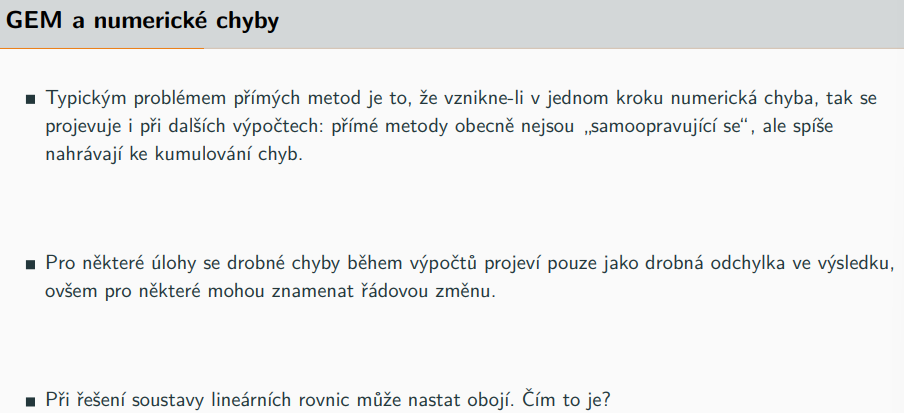 GEM a numerické chyby
Typickým problémem přímých metod je to, že vznikne-li v jednom kroku numerická chyba, tak se
projevuje i při dalších výpočtech: přímé metody obecně nejsou „samoopravující se“, ale spíše
nahrávají ke kumulování chyb.
Pro některé úlohy se drobné chyby během výpočtů projeví pouze jako drobná odchylka ve výsledku,
ovšem pro některé mohou znamenat řádovou změnu.
Při řešení soustavy lineárních rovnic může nastat obojí. Čím to je?